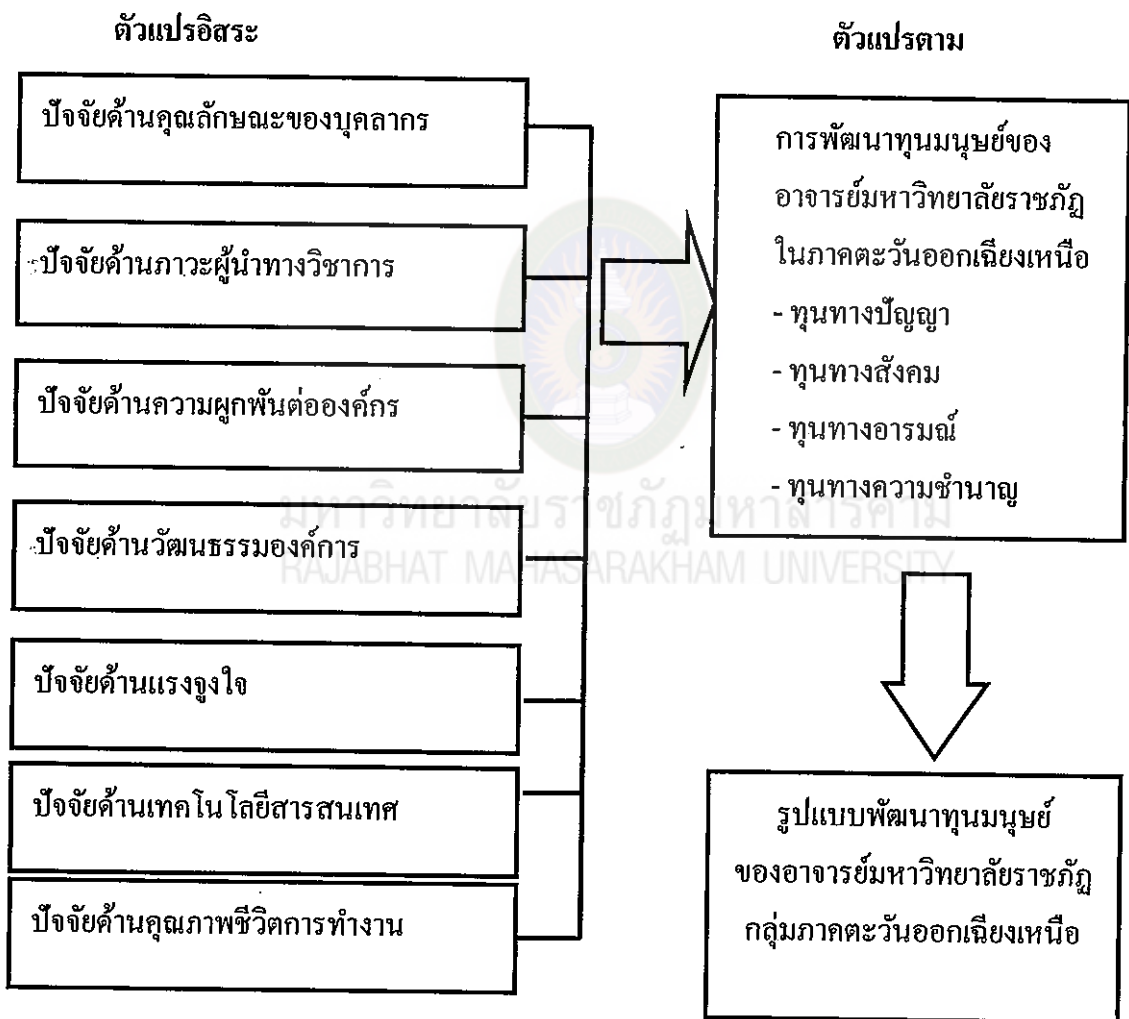 ตัวแปรอิสระ
ปัจจัยด้านคุณลักษณะของบุคลากร
ปัจจัยด้านภาวะผู้นำทางวิชาการ
ปัจจัยด้านความผูกพันต่อองค์กร
ปัจจัยด้านวัฒนธรรมองค์การ
ปัจจัยด้านแรงจูงใจ
ปัจจัยด้านเทคโนโลยีสารสนเทศ
ปัจจัยด้านคุณภาพชีวิตการทำงาน
ตัวแปรตาม
การพัฒนาทุนมนุษย์ของ
อาจารย์มหาวิทยาลัยราชภัฏ
ในภาคตะวันออกเฉียงเหนือ
- ทุนทางปัญญา
- ทุนทางสังคม
- ทุนทางอารมณ์
- ทุนทางความชำนาญ
รูปแบบพัฒนาทุนมนุษย์
ของอาจารย์มหาวิทยาลัยราชภัฏ
กลุ่มภาคตะวันออกเฉียงเหนือ
มหาวิทยาลัยราชภัฏมหาสารคาม
RAJABHAT MAHASARAKHAM UNIVERSITY